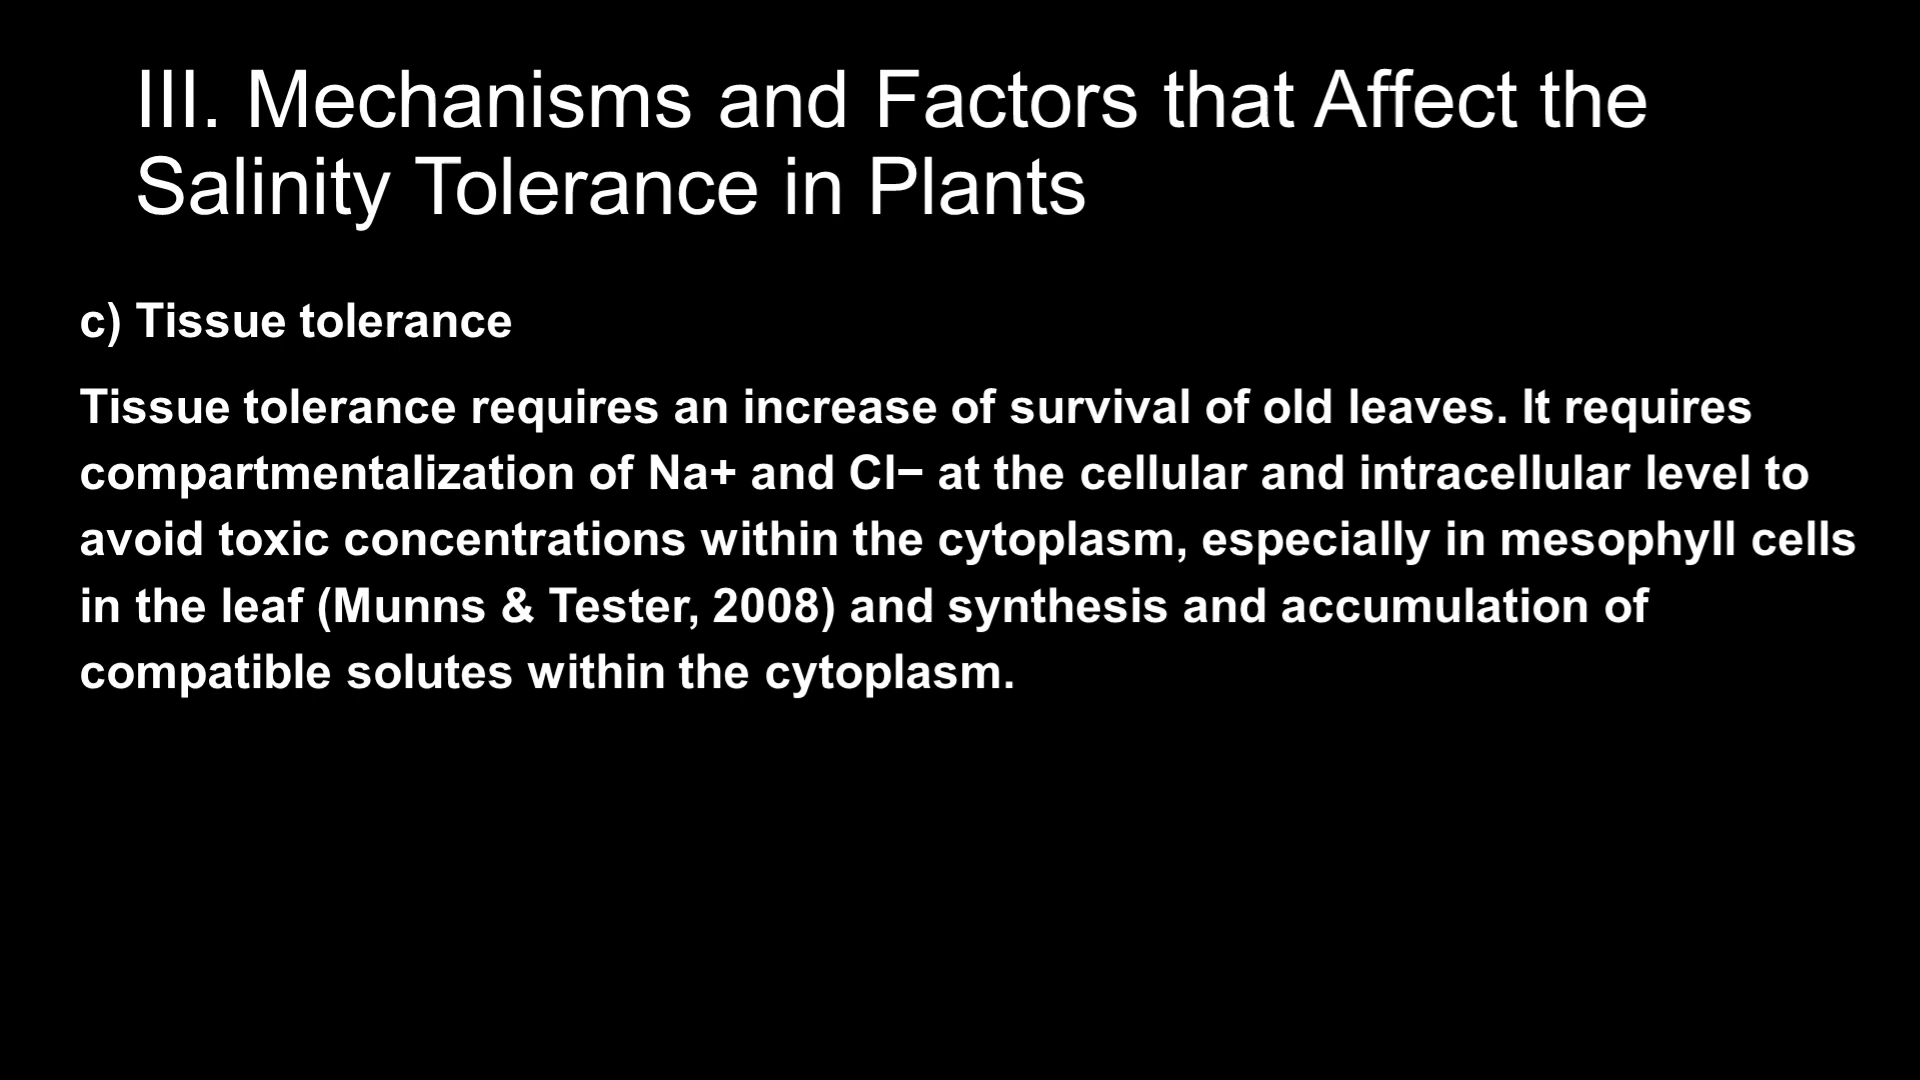 III. Mechanisms and Factors that Affect the
Salinity Tolerance in Plants
c) Tissue tolerance
Tissue tolerance requires an increase of survival of old leaves. It requires
compartmentalization of Na+ and Cl− at the cellular and intracellular level to
avoid toxic concentrations within the cytoplasm, especially in mesophyll cells
in the leaf (Munns & Tester, 2008) and synthesis and accumulation of
compatible solutes within the cytoplasm.